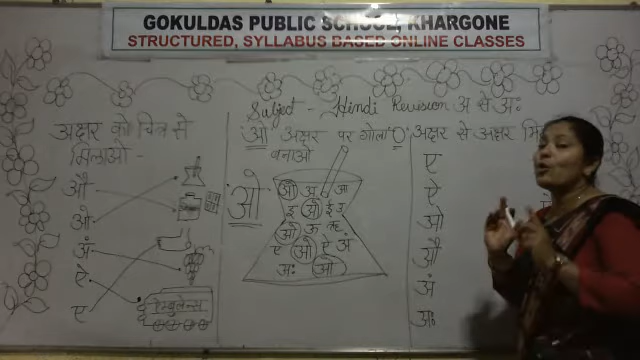 GOKULDAS PUBLIC SCHOOL, KHARGONE
STRUCTURED, SYLLABUS BASED ONLINE CLASSES
Subject - Hindi Revision अ से अः
अक्षर को चित्र से
मिलाओ -
औ
ओ
अं
ऐ
ए
ऐम्बुलेन्स
ओ अक्षर पर गोला O
बनाओ
ओ
ओ अ आ
इ ओ ई
ओ ऊ
ए ओ ऐ अं
अः ओ
अक्षर से अक्षर
ए
ऐ
ओ
औ
अं
अः